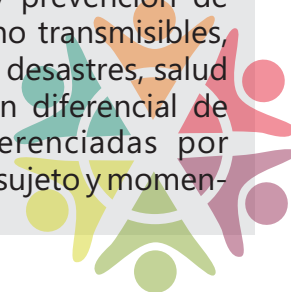 prevención de
no transmisibles,
desastres, salud
n diferencial de
erenciadas por
sujeto y momen-